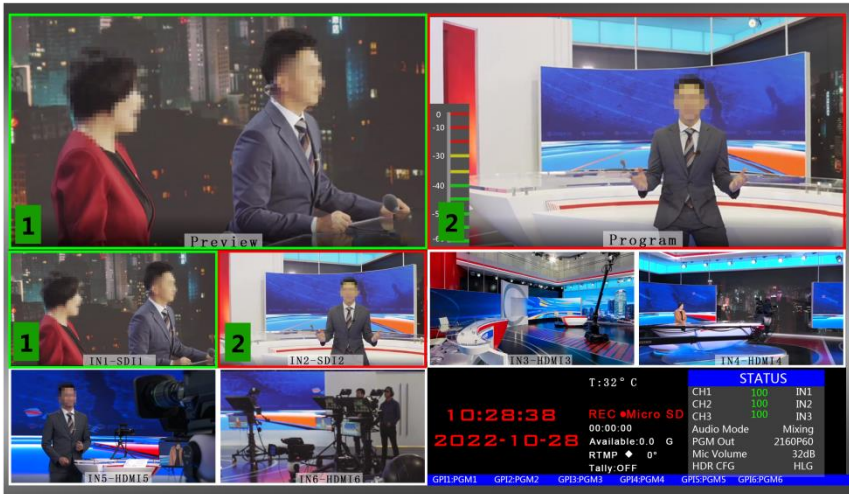 0
-10
-30
-40
1
2
Preview
Program
1
2
IN1-SDI1
IN2-SDI2
IN3-HDMI3
IN4-HDMI4
IN5-HDMI5
IN6-HDMI6
10:28:38
2022-10-28
T:32° C
REC ●Micro SD
00:00:00
Available:0.0 G
RTMP ◆ 0"
Tally:OFF
STATUS
CH1 100 IN1
CH2 100 IN2
CH3 100 IN3
Audio Mode Mixing
PGM Out 2160P60
Mic Volume 32dB
HDR CFG HLG
GPI1:PGM1 GPI2:PGM2 GPI3:PGM3 GPI4:PGM4 GPI5:PGM5 GPI6:PGM6